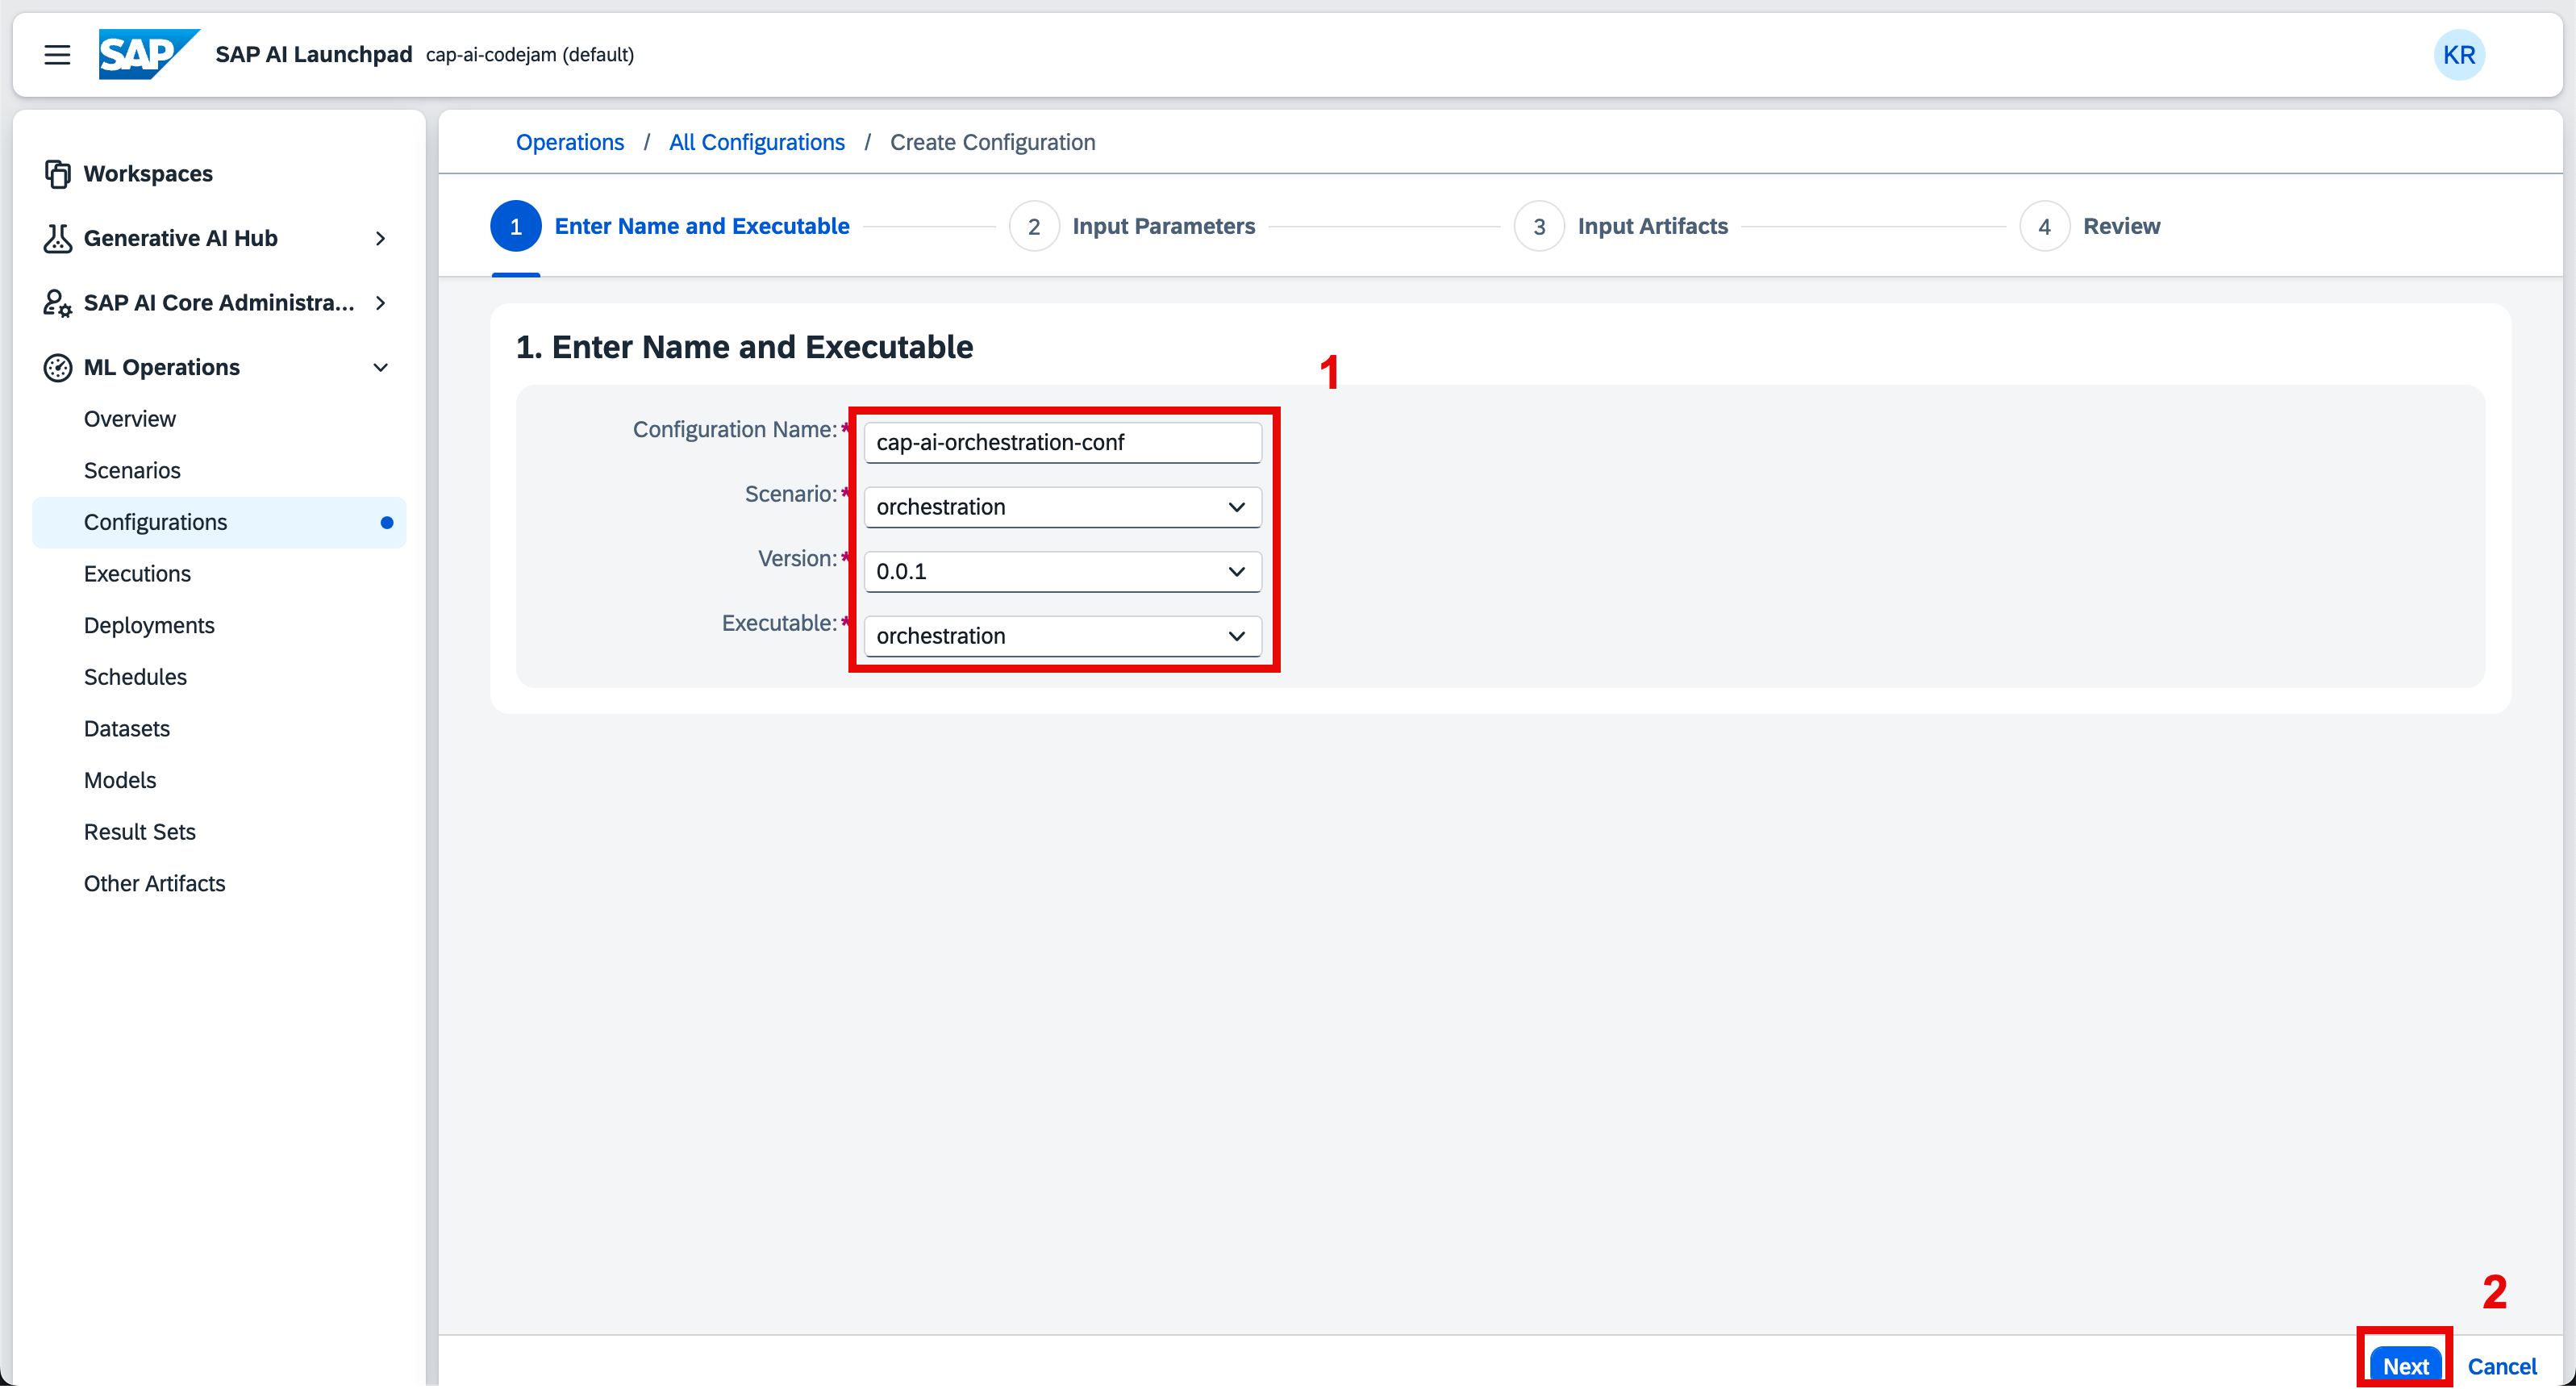 SAP SAP AI Launchpad cap-ai-codejam (default) KR
Workspaces
Generative AI Hub
SAP AI Core Administra...
ML Operations
Overview
Scenarios
Configurations
Executions
Deployments
Schedules
Datasets
Models
Result Sets
Other Artifacts
Operations / All Configurations / Create Configuration
1 Enter Name and Executable 2 Input Parameters 3 Input Artifacts 4 Review
1. Enter Name and Executable
1
Configuration Name:* cap-ai-orchestration-conf
Scenario:* orchestration
Version:* 0.0.1
Executable:* orchestration
2
Next Cancel